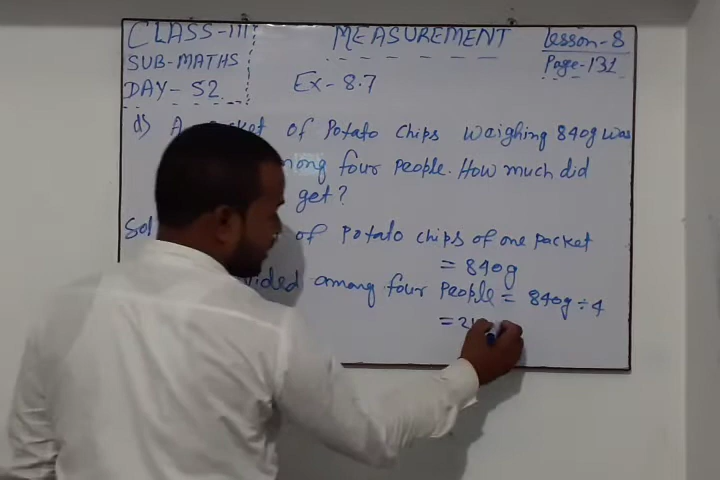 CLASS-III MEASUREMENT Lesson-8
SUB-MATHS Page-131
DAY-52 Ex-8.7
d) A of Potato chips Waighing 840g was
among four People. How much did
get?
Sol of Potato chips of one Packet
= 840g
among four People = 840g ÷ 4
= 21